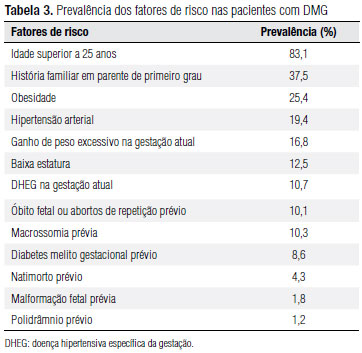 Tabela 3. Prevalência dos fatores de risco nas pacientes com DMG
Fatores de risco Prevalência (%)
Idade superior a 25 anos 83,1
História familiar em parente de primeiro grau 37,5
Obesidade 25,4
Hipertensão arterial 19,4
Ganho de peso excessivo na gestação atual 16,8
Baixa estatura 12,5
DHEG na gestação atual 10,7
Óbito fetal ou abortos de repetição prévio 10,1
Macrossomia prévia 10,3
Diabetes melito gestacional prévio 8,6
Natimorto prévio 4,3
Malformação fetal prévia 1,8
Polidrâmnio prévio 1,2
DHEG: doença hipertensiva específica da gestação.